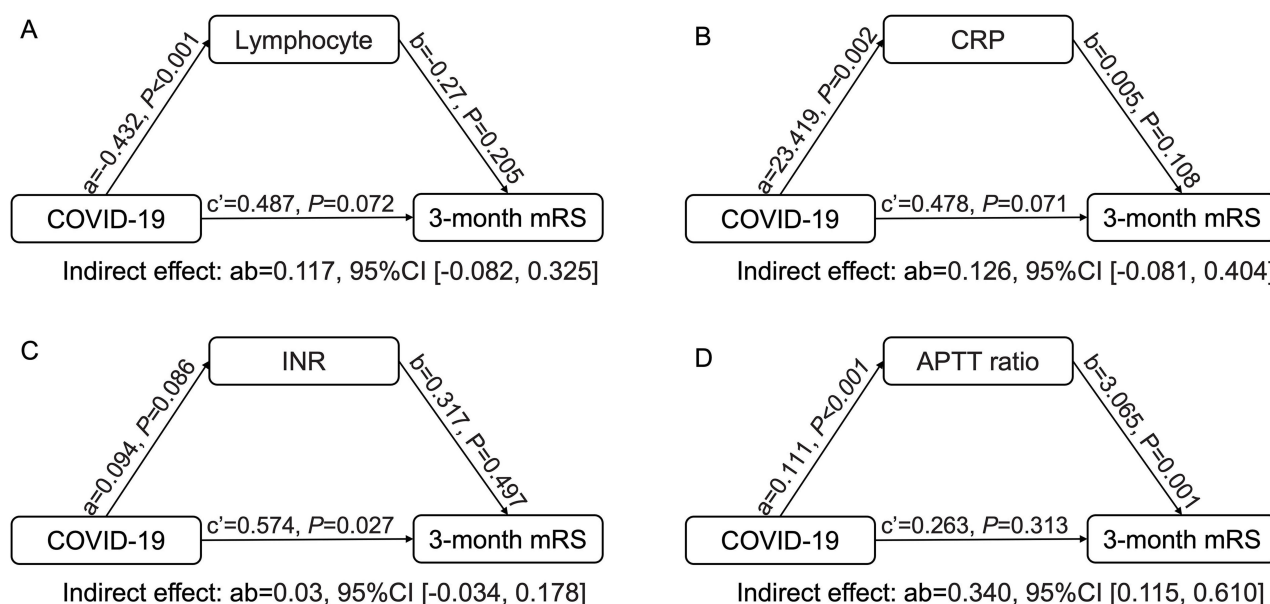 A
Lymphocyte
a=-0.432, P<0.001
b=-0.27, P=0.205
COVID-19
c’=0.487, P=0.072
3-month mRS
Indirect effect: ab=0.117, 95%CI [-0.082, 0.325]
B
CRP
a=23.419, P=0.002
b=0.005, P=0.108
COVID-19
c’=0.478, P=0.071
3-month mRS
Indirect effect: ab=0.126, 95%CI [-0.081, 0.404]
C
INR
a=0.094, P=0.086
b=0.317, P=0.497
COVID-19
c’=0.574, P=0.027
3-month mRS
Indirect effect: ab=0.03, 95%CI [-0.034, 0.178]
D
APTT ratio
a=0.111, P<0.001
b=3.065, P=0.001
COVID-19
c’=0.263, P=0.313
3-month mRS
Indirect effect: ab=0.340, 95%CI [0.115, 0.610]